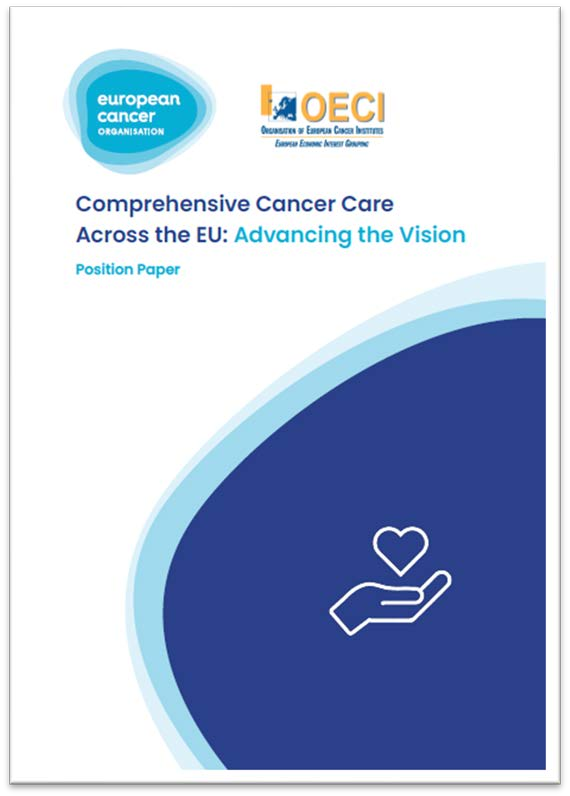 european
cancer
ORGANISATION
OECI
ORGANISATION OF EUROPEAN CANCER INSTITUTES
EUROPEAN ECONOMIC INTEREST GROUPING
Comprehensive Cancer Care
Across the EU: Advancing the Vision
Position Paper